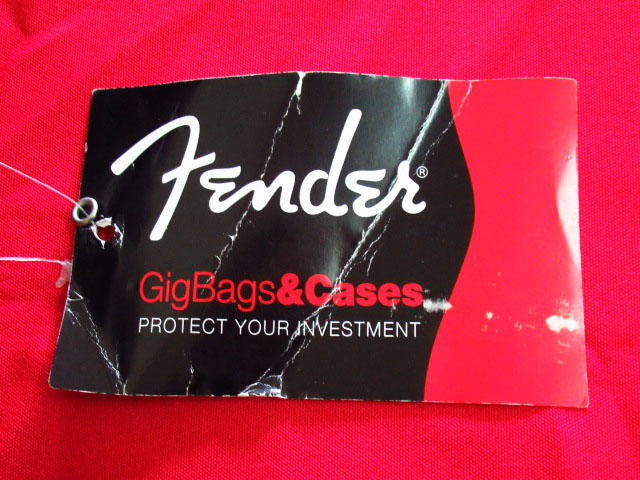 Fender®
GigBags&Cases
PROTECT YOUR INVESTMENT